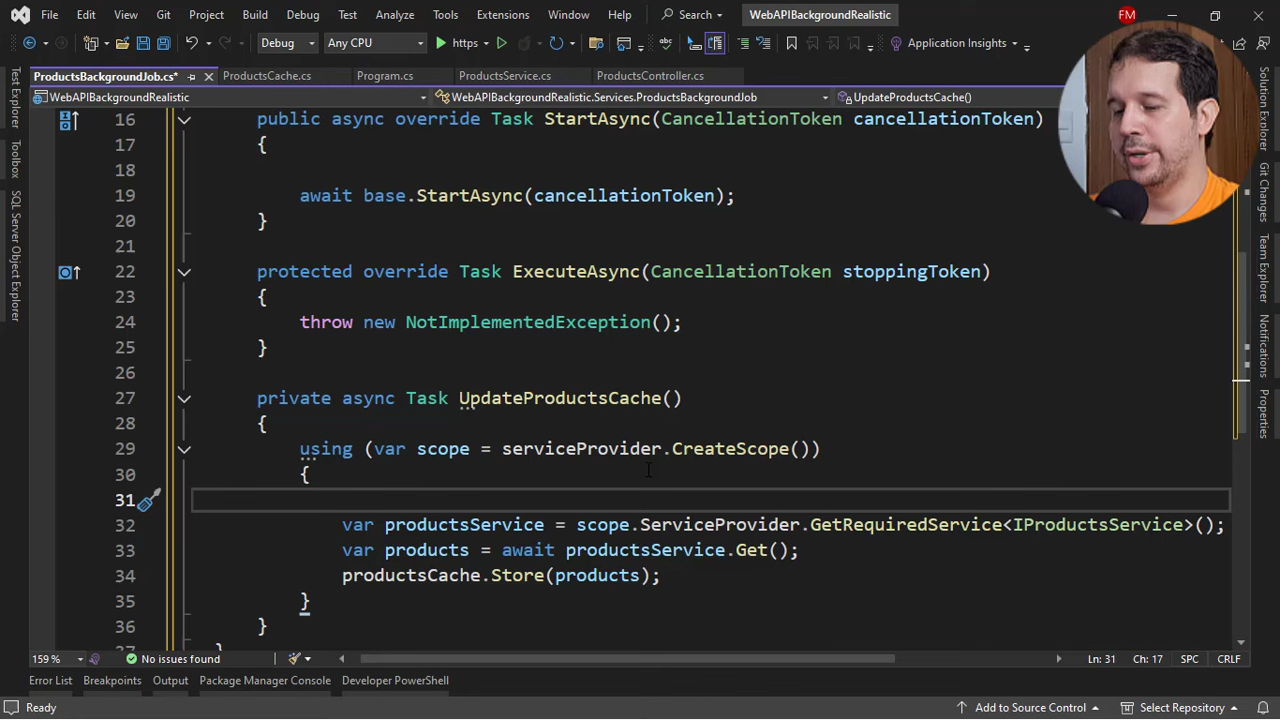 File Edit View Git Project Build Debug Test Analyze Tools Extensions Window Help Search WebAPIBackgroundRealistic FM
Debug Any CPU https Application Insights
ProductsBackgroundJob.cs* ProductsCache.cs Program.cs ProductsService.cs ProductsController.cs
WebAPIBackgroundRealistic WebAPIBackgroundRealistic.Services.ProductsBackgroundJob UpdateProductsCache()
Test Explorer
Toolbox
SQL Server Object Explorer
16 public async override Task StartAsync(CancellationToken cancellationToken)
17 {
18
19 await base.StartAsync(cancellationToken);
20 }
21
22 protected override Task ExecuteAsync(CancellationToken stoppingToken)
23 {
24 throw new NotImplementedException();
25 }
26
27 private async Task UpdateProductsCache()
28 {
29 using (var scope = serviceProvider.CreateScope())
30 {
31
32 var productsService = scope.ServiceProvider.GetRequiredService<IProductsService>();
33 var products = await productsService.Get();
34 productsCache.Store(products);
35 }
36 }
Solution Explorer
Git Changes
Team Explorer
Notifications
Properties
159 % No issues found Ln: 31 Ch: 17 SPC CRLF
Error List Breakpoints Output Package Manager Console Developer PowerShell
Ready Add to Source Control Select Repository